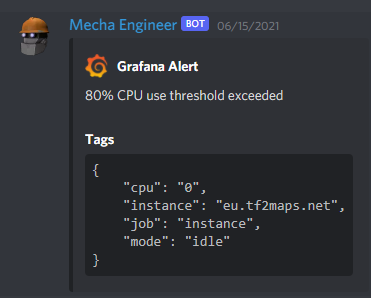 Mecha Engineer BOT 06/15/2021
Grafana Alert
80% CPU use threshold exceeded
Tags
{
    "cpu": "0",
    "instance": "eu.tf2maps.net",
    "job": "instance",
    "mode": "idle"
}